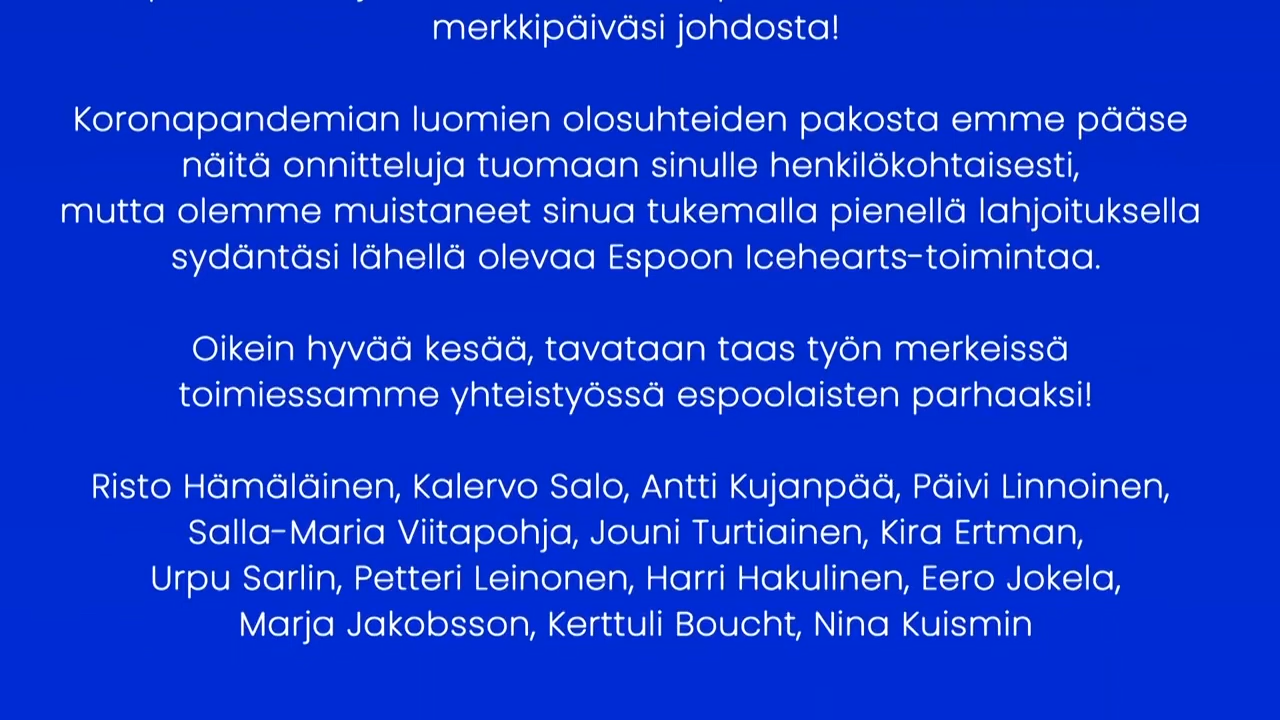 merkkipäiväsi johdosta!
Koronapandemian luomien olosuhteiden pakosta emme pääse
näitä onnitteluja tuomaan sinulle henkilökohtaisesti,
mutta olemme muistaneet sinua tukemalla pienellä lahjoituksella
sydäntäsi lähellä olevaa Espoon Icehearts-toimintaa.
Oikein hyvää kesää, tavataan taas työn merkeissä
toimiessamme yhteistyössä espoolaisten parhaaksi!
Risto Hämäläinen, Kalervo Salo, Antti Kujanpää, Päivi Linnoinen,
Salla-Maria Viitapohja, Jouni Turtiainen, Kira Ertman,
Urpu Sarlin, Petteri Leinonen, Harri Hakulinen, Eero Jokela,
Marja Jakobsson, Kerttuli Boucht, Nina Kuismin